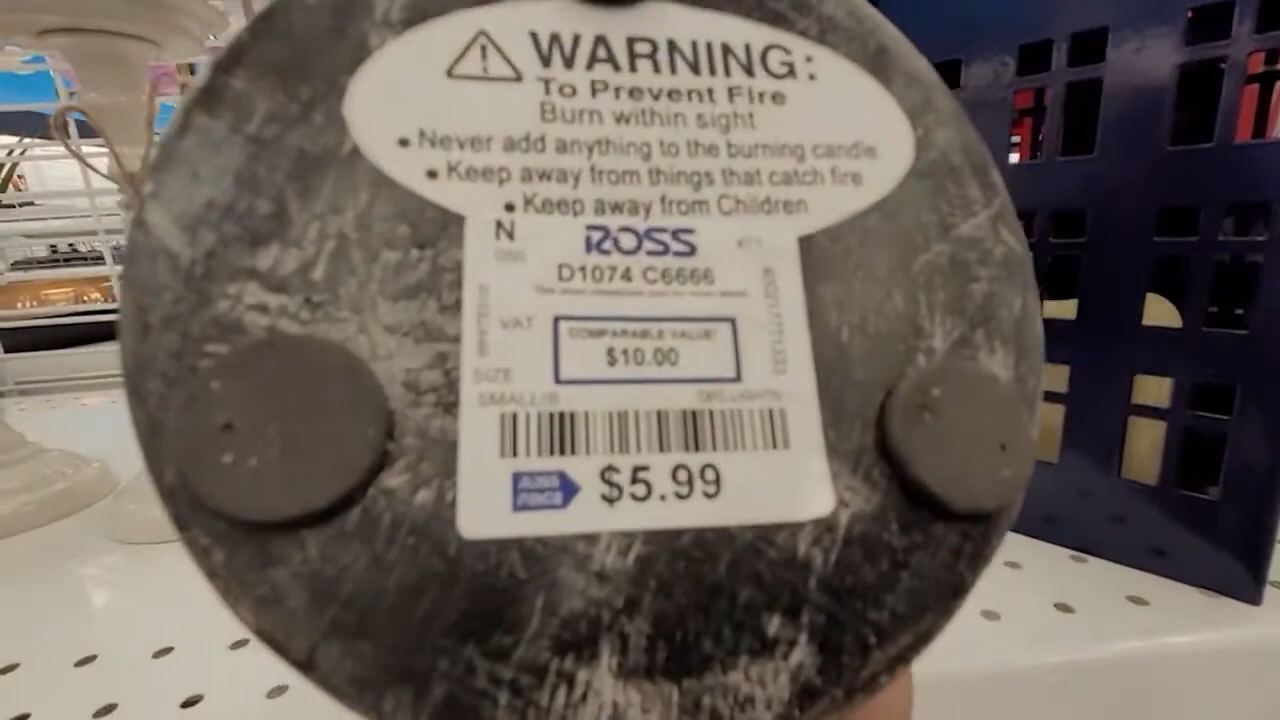 WARNING:
To Prevent Fire
Burn within sight
• Never add anything to the burning candle
• Keep away from things that catch fire
• Keep away from Children
N
ROSS
D1074 C6666
VAT
COMPARABLE VALUE*
$10.00
SIZE
$5.99